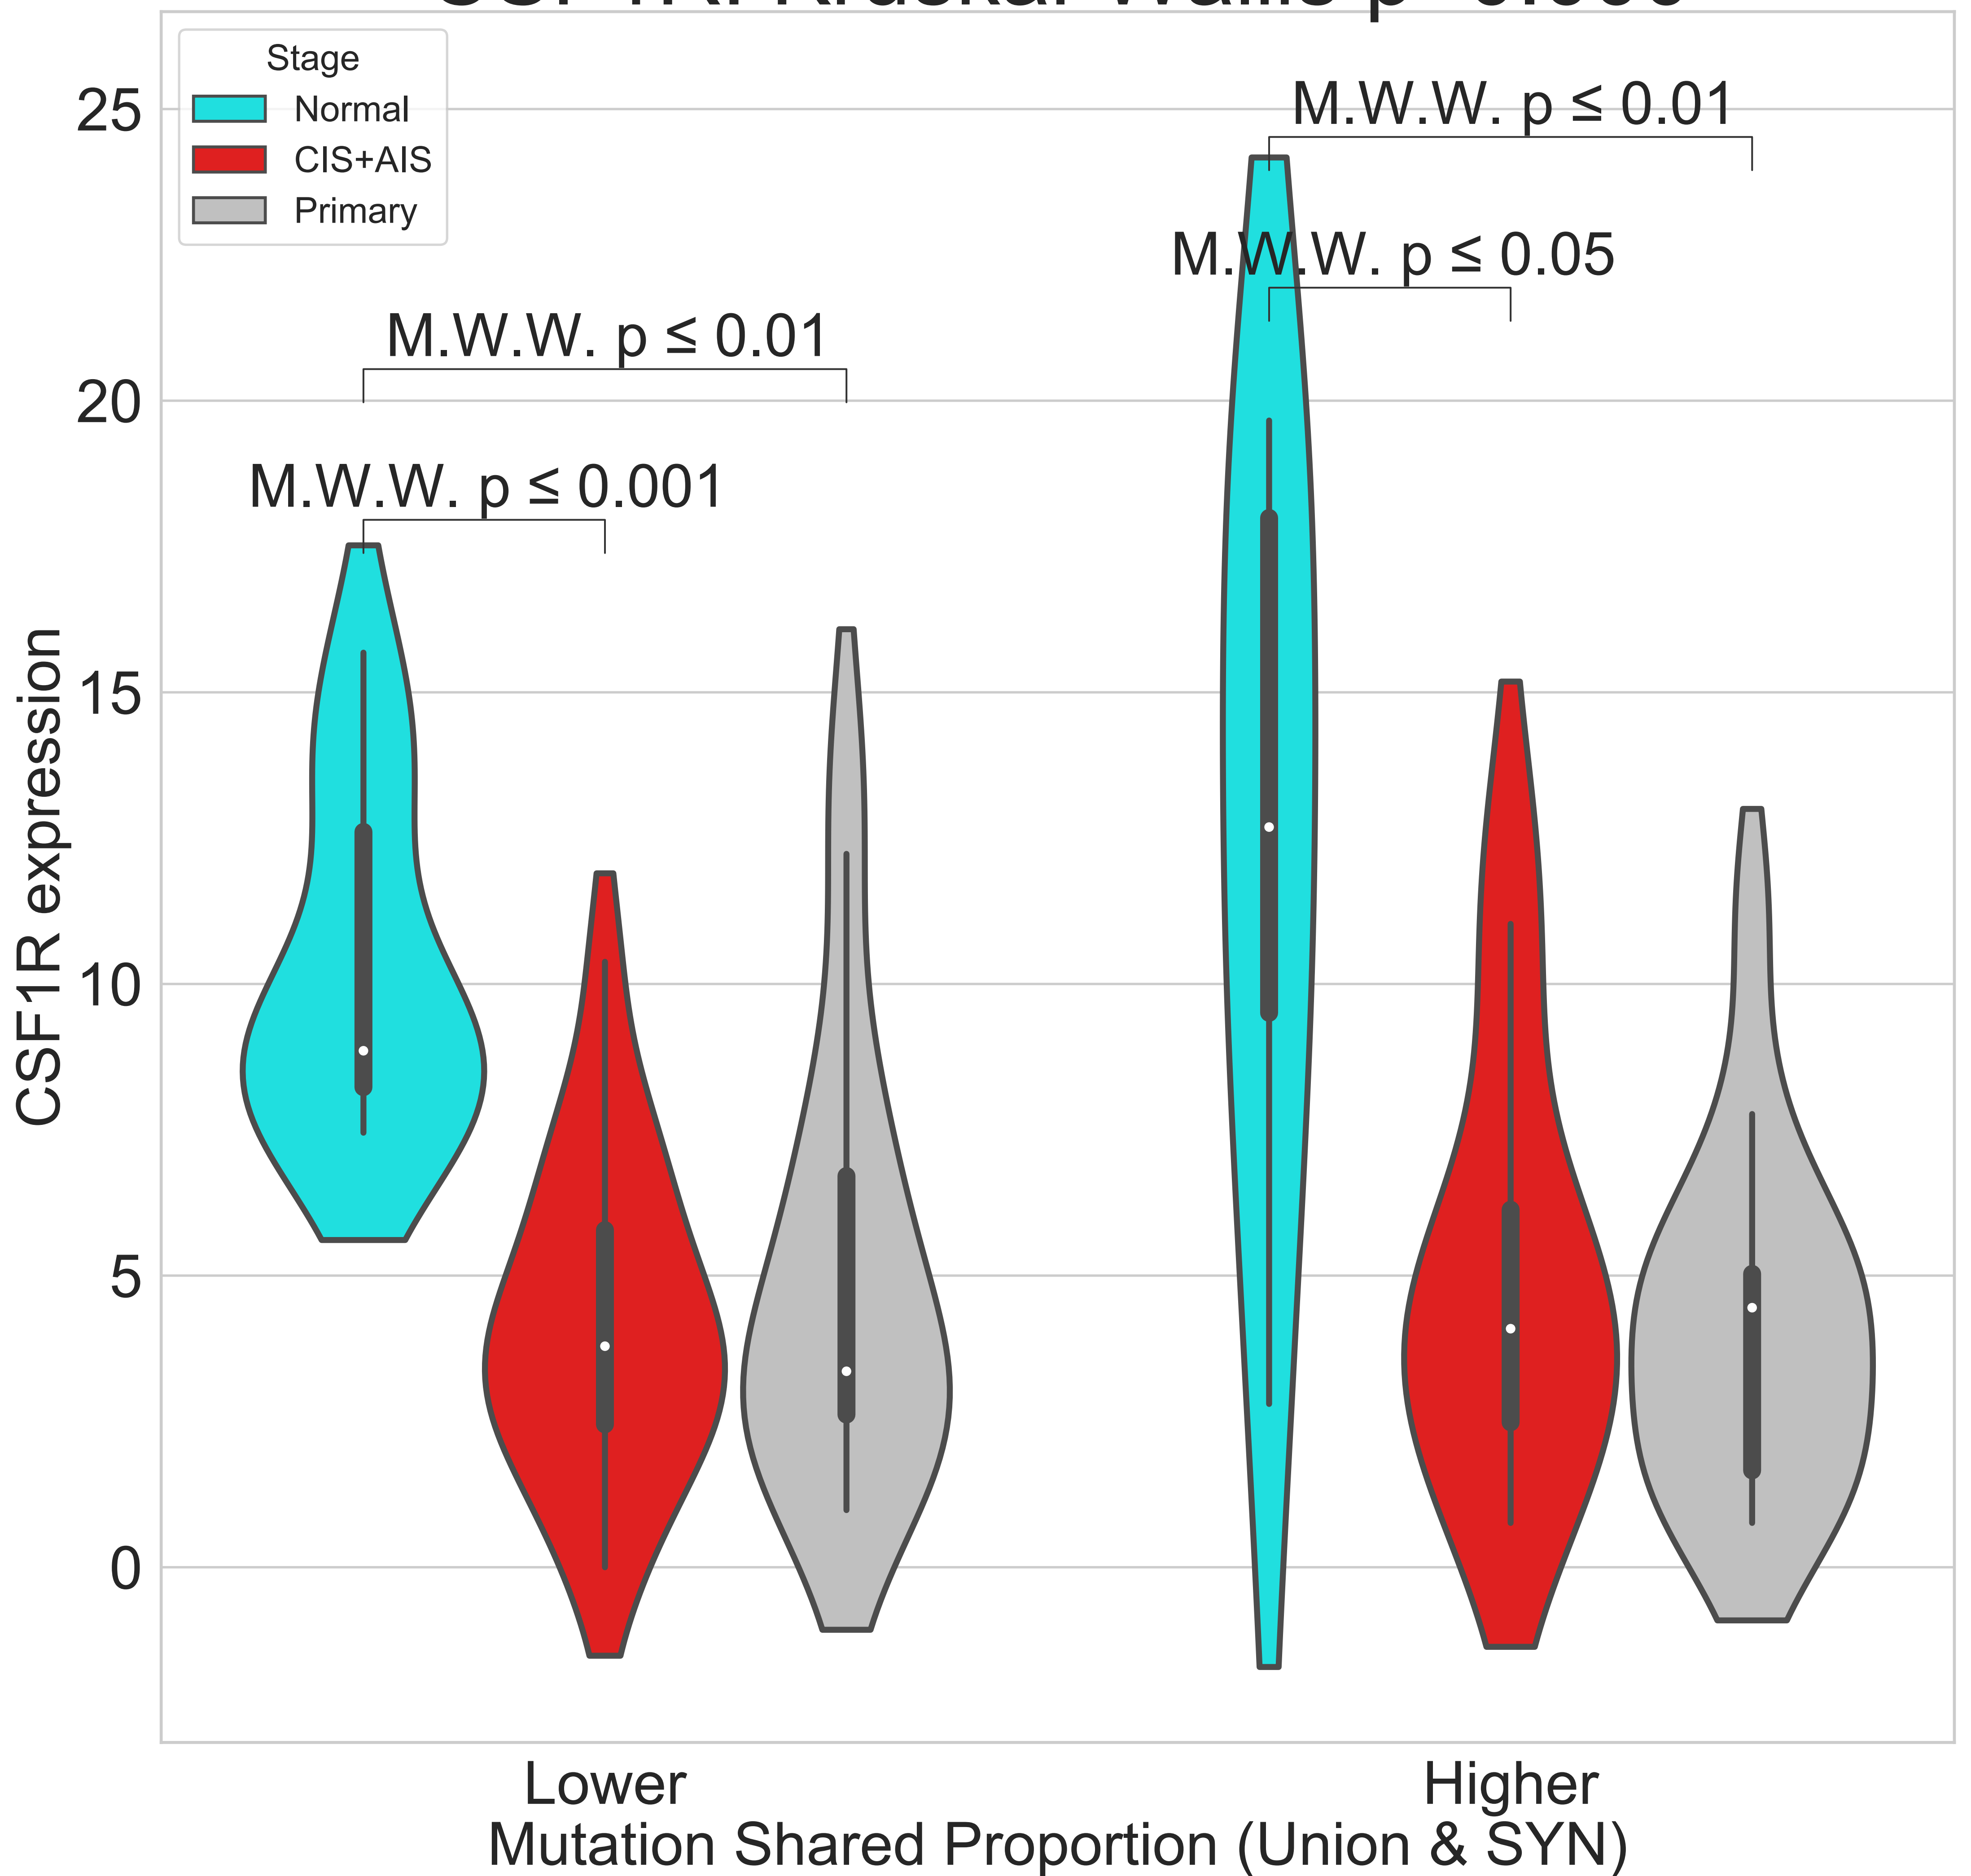 Stage
Normal
CIS+AIS
Primary
25
20
15
10
5
0
CSF1R expression
M.W.W. p ≤ 0.01
M.W.W. p ≤ 0.05
M.W.W. p ≤ 0.01
M.W.W. p ≤ 0.001
Lower
Higher
Mutation Shared Proportion (Union & SYN)